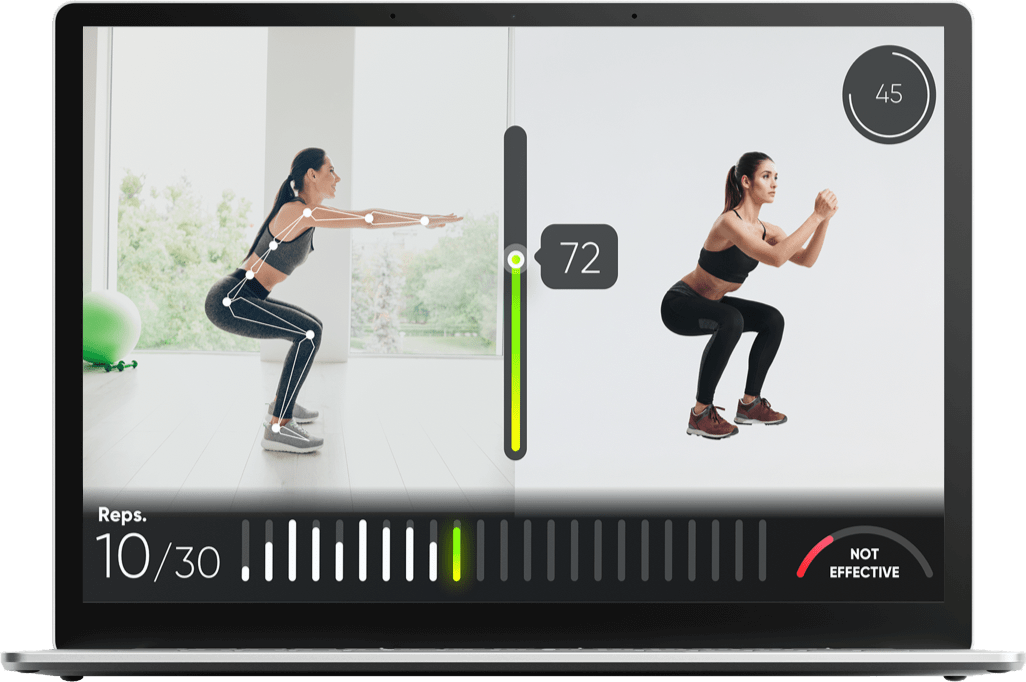 45
72
Reps.
10/30
NOT
EFFECTIVE